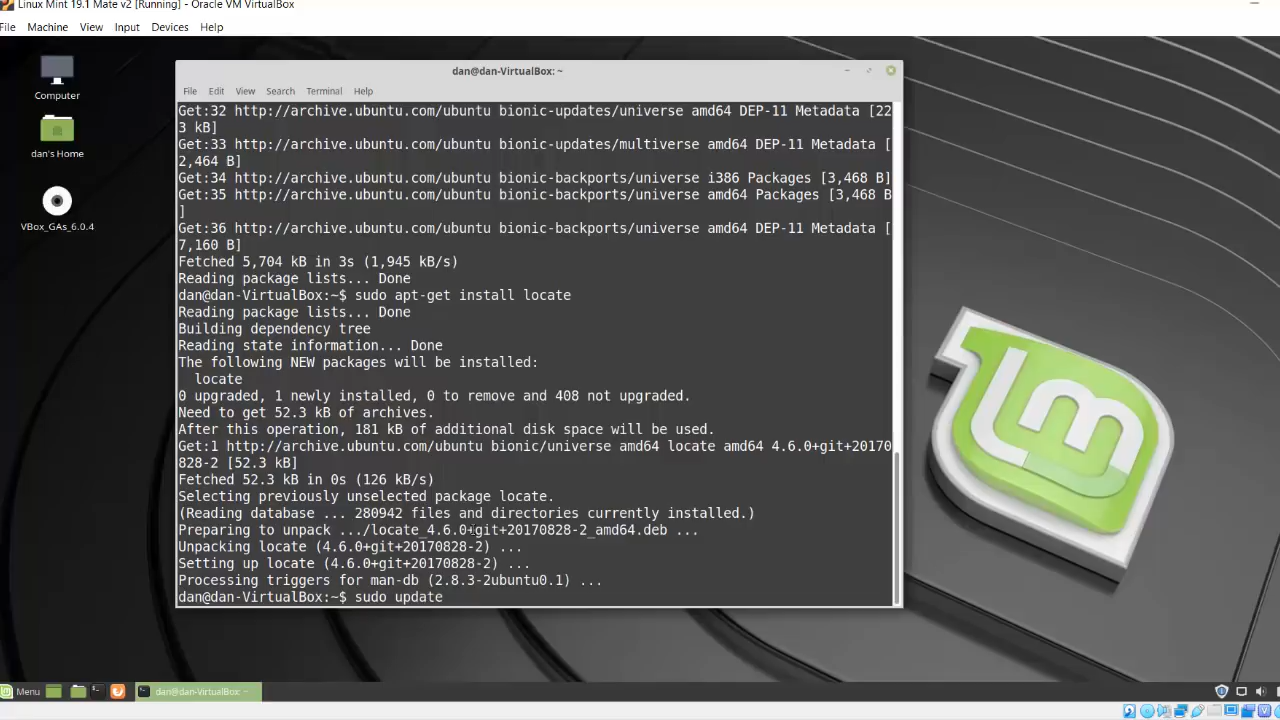 Linux Mint 19.1 Mate v2 [Running] - Oracle VM VirtualBox
File Machine View Input Devices Help
Computer
dan's Home
VBox_GAs_6.0.4
dan@dan-VirtualBox: ~
File Edit View Search Terminal Help
Get:32 http://archive.ubuntu.com/ubuntu bionic-updates/universe amd64 DEP-11 Metadata [22
3 kB]
Get:33 http://archive.ubuntu.com/ubuntu bionic-updates/multiverse amd64 DEP-11 Metadata [
2,464 B]
Get:34 http://archive.ubuntu.com/ubuntu bionic-backports/universe i386 Packages [3,468 B]
Get:35 http://archive.ubuntu.com/ubuntu bionic-backports/universe amd64 Packages [3,468 B
]
Get:36 http://archive.ubuntu.com/ubuntu bionic-backports/universe amd64 DEP-11 Metadata [
7,160 B]
Fetched 5,704 kB in 3s (1,945 kB/s)
Reading package lists... Done
dan@dan-VirtualBox:~$ sudo apt-get install locate
Reading package lists... Done
Building dependency tree
Reading state information... Done
The following NEW packages will be installed:
locate
0 upgraded, 1 newly installed, 0 to remove and 408 not upgraded.
Need to get 52.3 kB of archives.
After this operation, 181 kB of additional disk space will be used.
Get:1 http://archive.ubuntu.com/ubuntu bionic/universe amd64 locate amd64 4.6.0+git+20170
828-2 [52.3 kB]
Fetched 52.3 kB in 0s (126 kB/s)
Selecting previously unselected package locate.
(Reading database ... 280942 files and directories currently installed.)
Preparing to unpack .../locate_4.6.0+git+20170828-2_amd64.deb ...
Unpacking locate (4.6.0+git+20170828-2) ...
Setting up locate (4.6.0+git+20170828-2) ...
Processing triggers for man-db (2.8.3-2ubuntu0.1) ...
dan@dan-VirtualBox:~$ sudo update
Menu
dan@dan-VirtualBox: ~